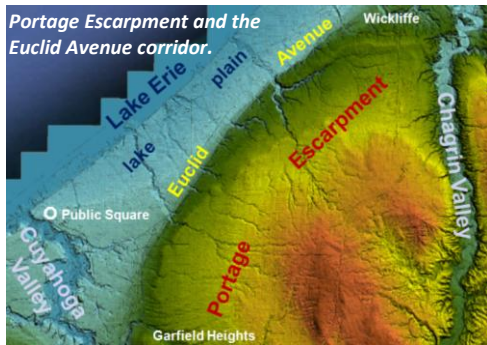 Portage Escarpment and the
Euclid Avenue corridor.
Wickliffe
Avenue
plain
Lake Erie
lake
Euclid
Escarpment
Chagrin Valley
Public Square
Cuyahoga
Valley
Portage
Garfield Heights